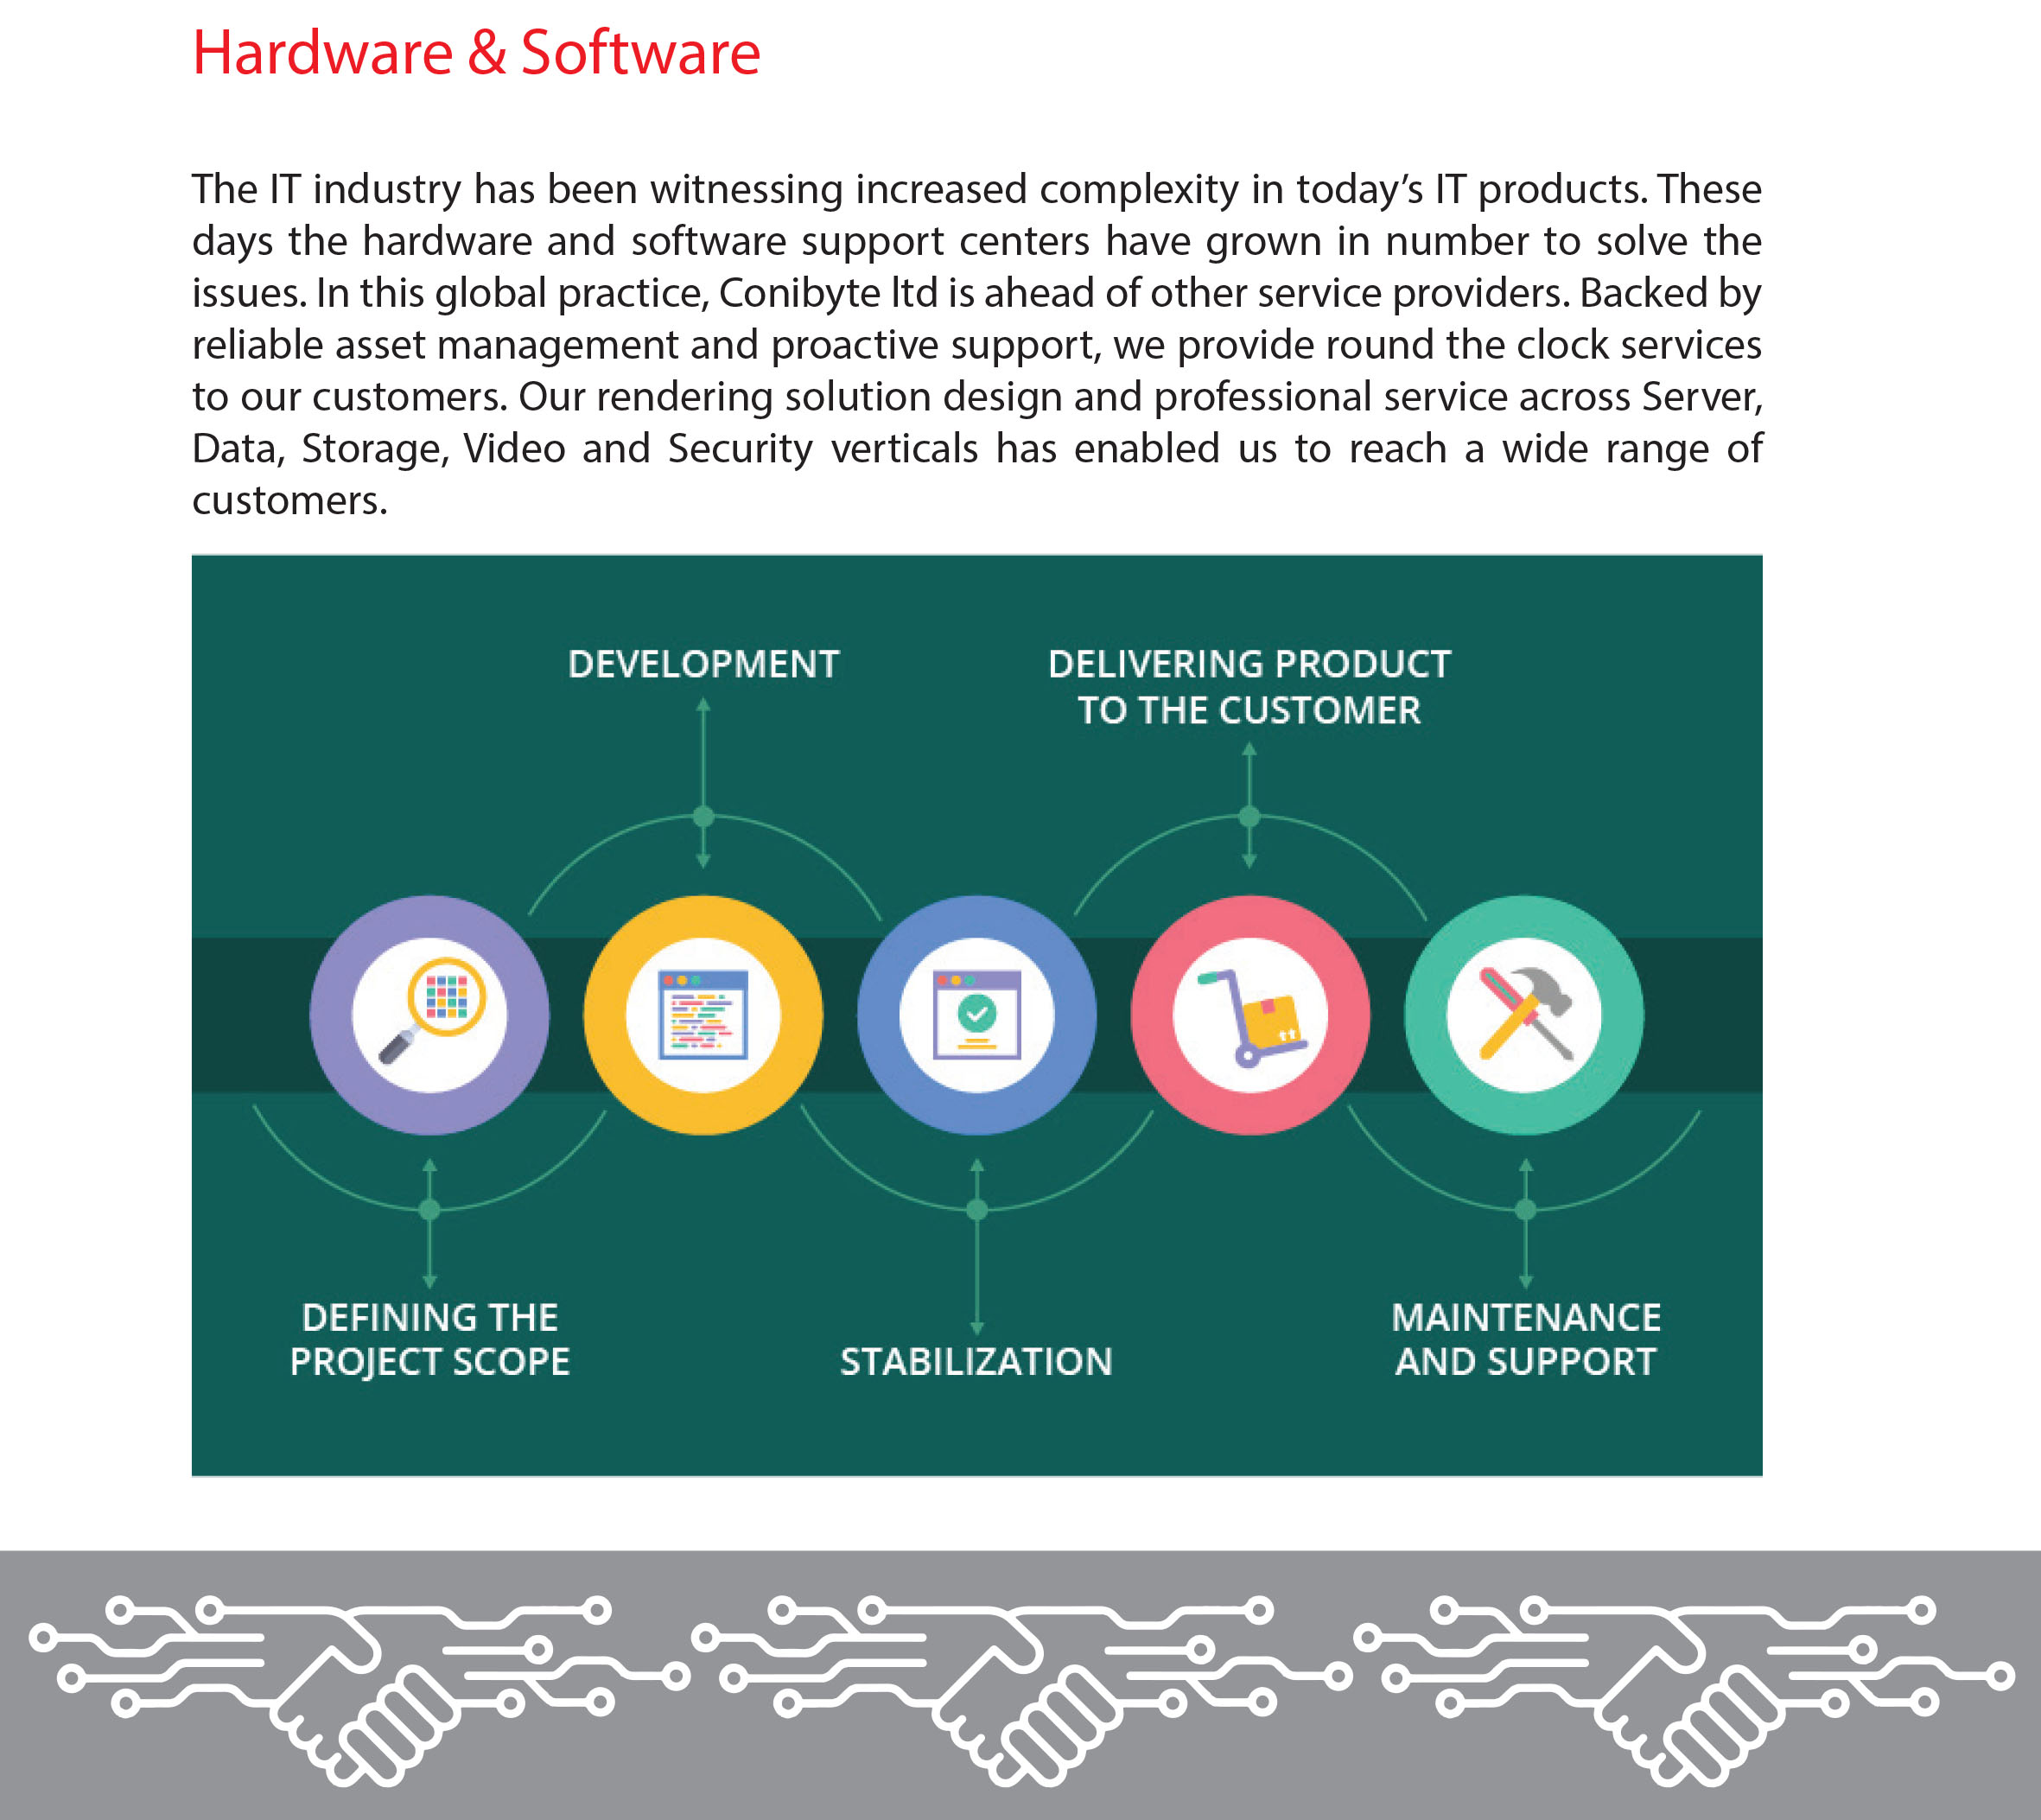 Hardware & Software
The IT industry has been witnessing increased complexity in today’s IT products. These
days the hardware and software support centers have grown in number to solve the
issues. In this global practice, Conibyte ltd is ahead of other service providers. Backed by
reliable asset management and proactive support, we provide round the clock services
to our customers. Our rendering solution design and professional service across Server,
Data, Storage, Video and Security verticals has enabled us to reach a wide range of
customers.
DEVELOPMENT
DELIVERING PRODUCT
TO THE CUSTOMER
DEFINING THE
PROJECT SCOPE
STABILIZATION
MAINTENANCE
AND SUPPORT